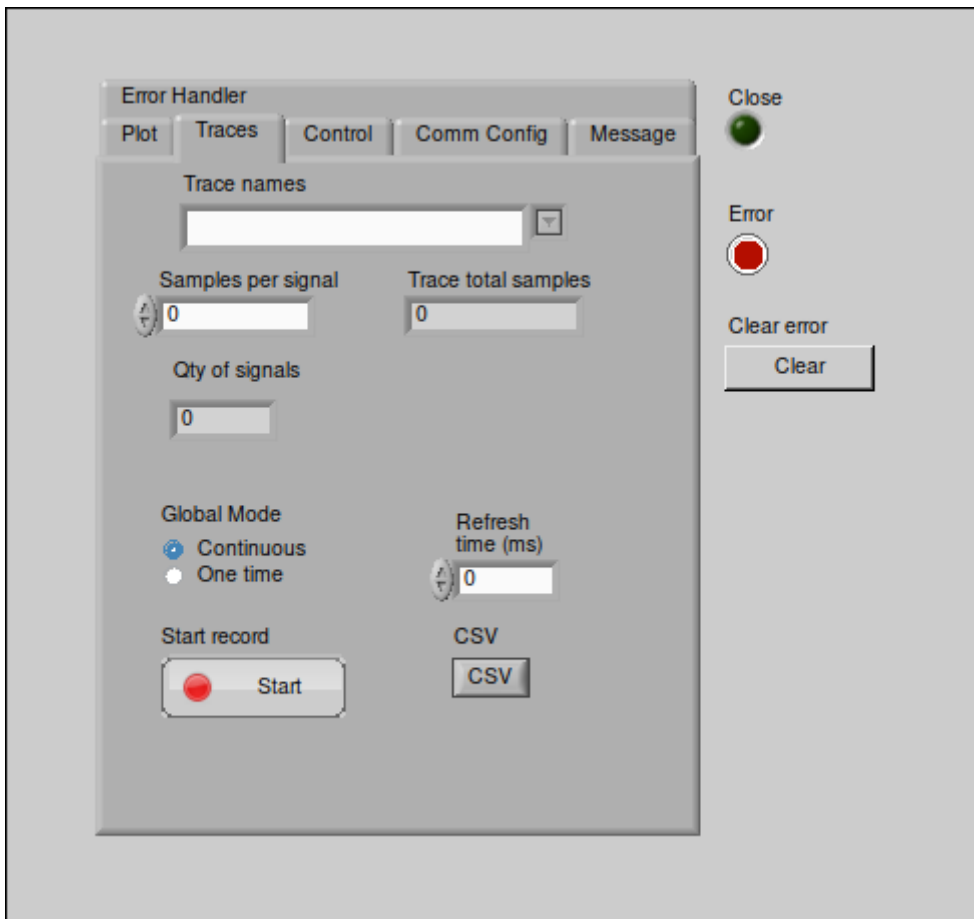 Error Handler
Plot Traces Control Comm Config Message
Trace names
Samples per signal Trace total samples
0 0
Qty of signals
0
Global Mode
Continuous
One time
Refresh
time (ms)
0
Start record CSV
Start CSV
Close
Error
Clear error
Clear